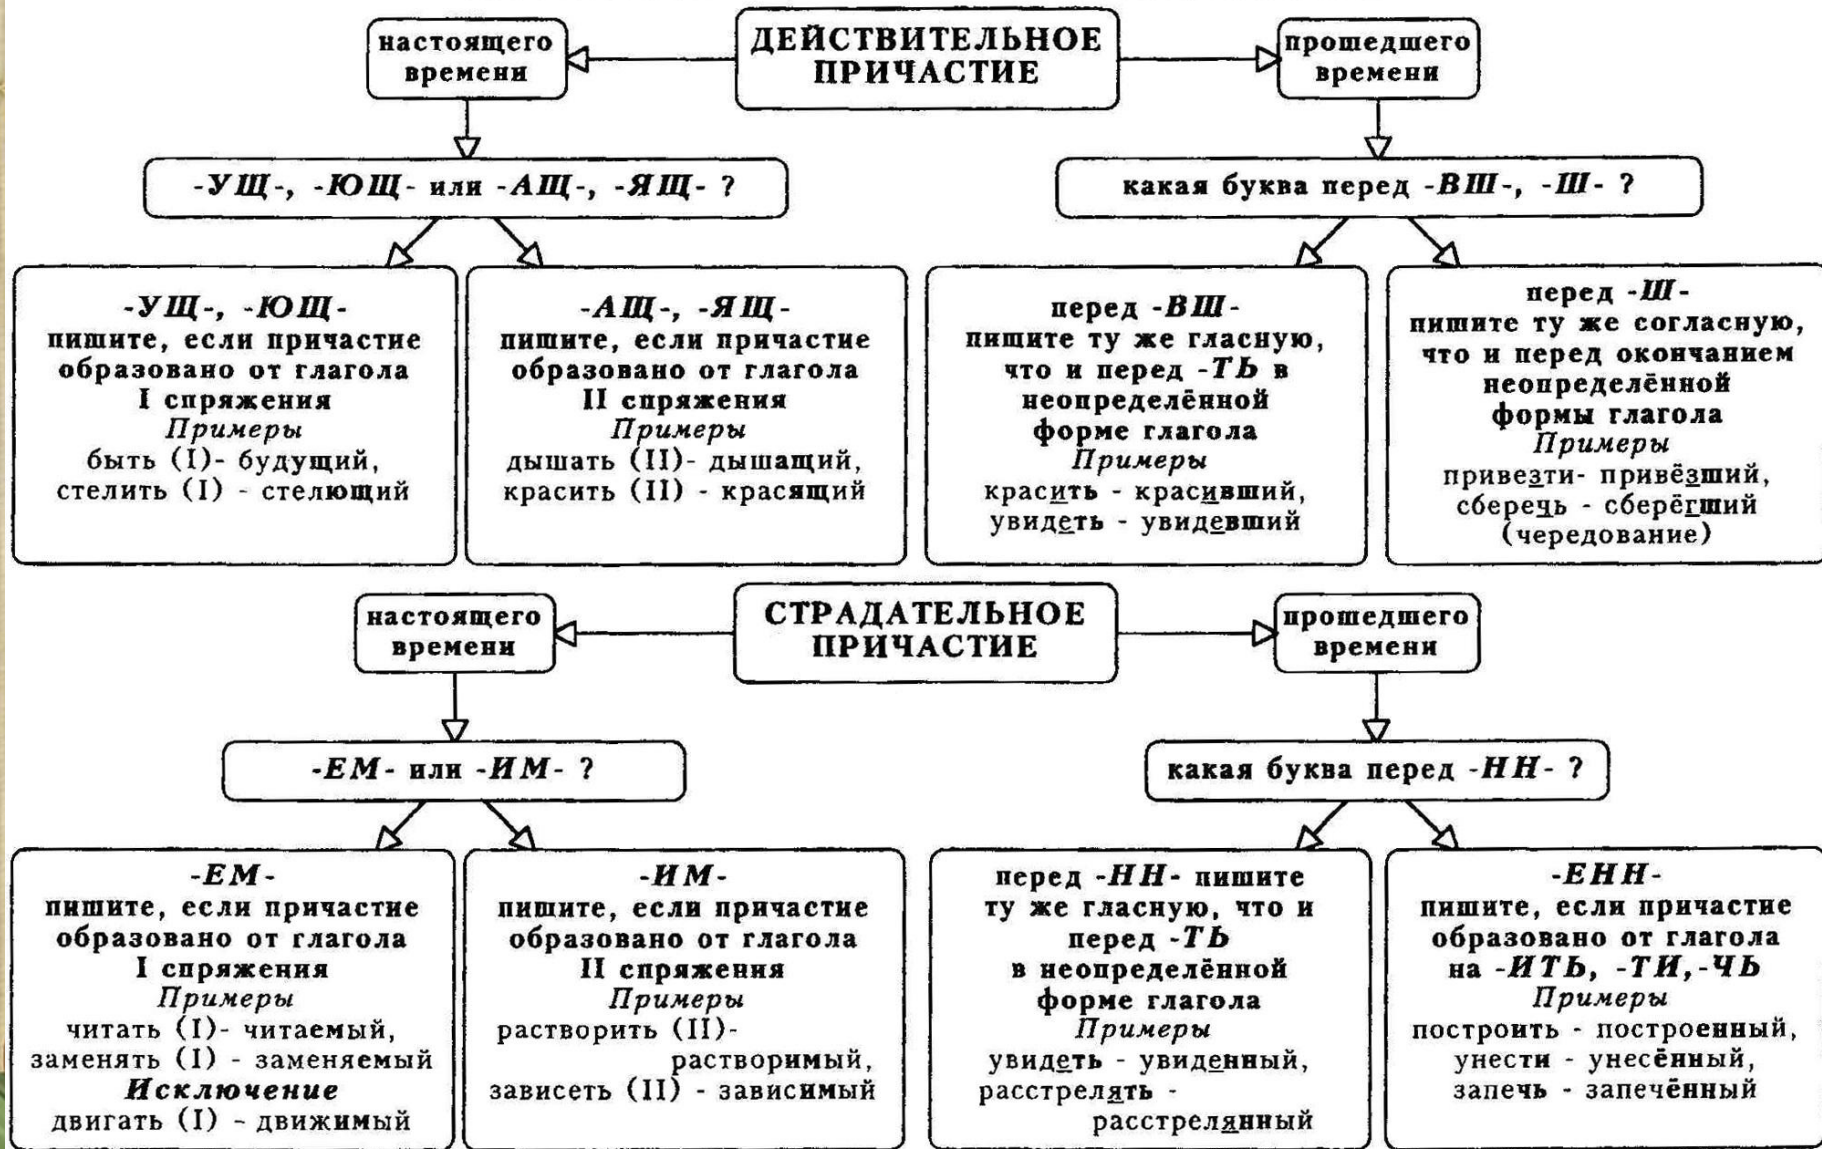 настоящего
времени
ДЕЙСТВИТЕЛЬНОЕ
ПРИЧАСТИЕ
прошедшего
времени
-УЩ-, -ЮЩ- или -АЩ-, -ЯЩ- ?
какая буква перед -ВШ-, -Ш- ?
-УЩ-, -ЮЩ-
пишите, если причастие
образовано от глагола
I спряжения
Примеры
быть (I)- будущий,
стелить (I) - стелющий
-АЩ-, -ЯЩ-
пишите, если причастие
образовано от глагола
II спряжения
Примеры
дышать (II)- дышащий,
красить (II) - красящий
перед -ВШ-
пишите ту же гласную,
что и перед -ТЬ в
неопределённой
форме глагола
Примеры
красить - красивший,
увидеть - увидевший
перед -Ш-
пишите ту же согласную,
что и перед окончанием
неопределённой
формы глагола
Примеры
привезти- привёзший,
сберечь - сберёгший
(чередование)
настоящего
времени
СТРАДАТЕЛЬНОЕ
ПРИЧАСТИЕ
прошедшего
времени
-ЕМ- или -ИМ- ?
какая буква перед -НН- ?
-ЕМ-
пишите, если причастие
образовано от глагола
I спряжения
Примеры
читать (I)- читаемый,
заменять (I) - заменяемый
Исключение
двигать (I) - движимый
-ИМ-
пишите, если причастие
образовано от глагола
II спряжения
Примеры
растворить (II)-
растворимый,
зависеть (II) - зависимый
перед -НН- пишите
ту же гласную, что и
перед -ТЬ
в неопределённой
форме глагола
Примеры
увидеть - увиденный,
расстрелять -
расстрелянный
-ЕНН-
пишите, если причастие
образовано от глагола
на -ИТЬ, -ТИ,-ЧЬ
Примеры
построить - построенный,
унести - унесённый,
запечь - запечённый